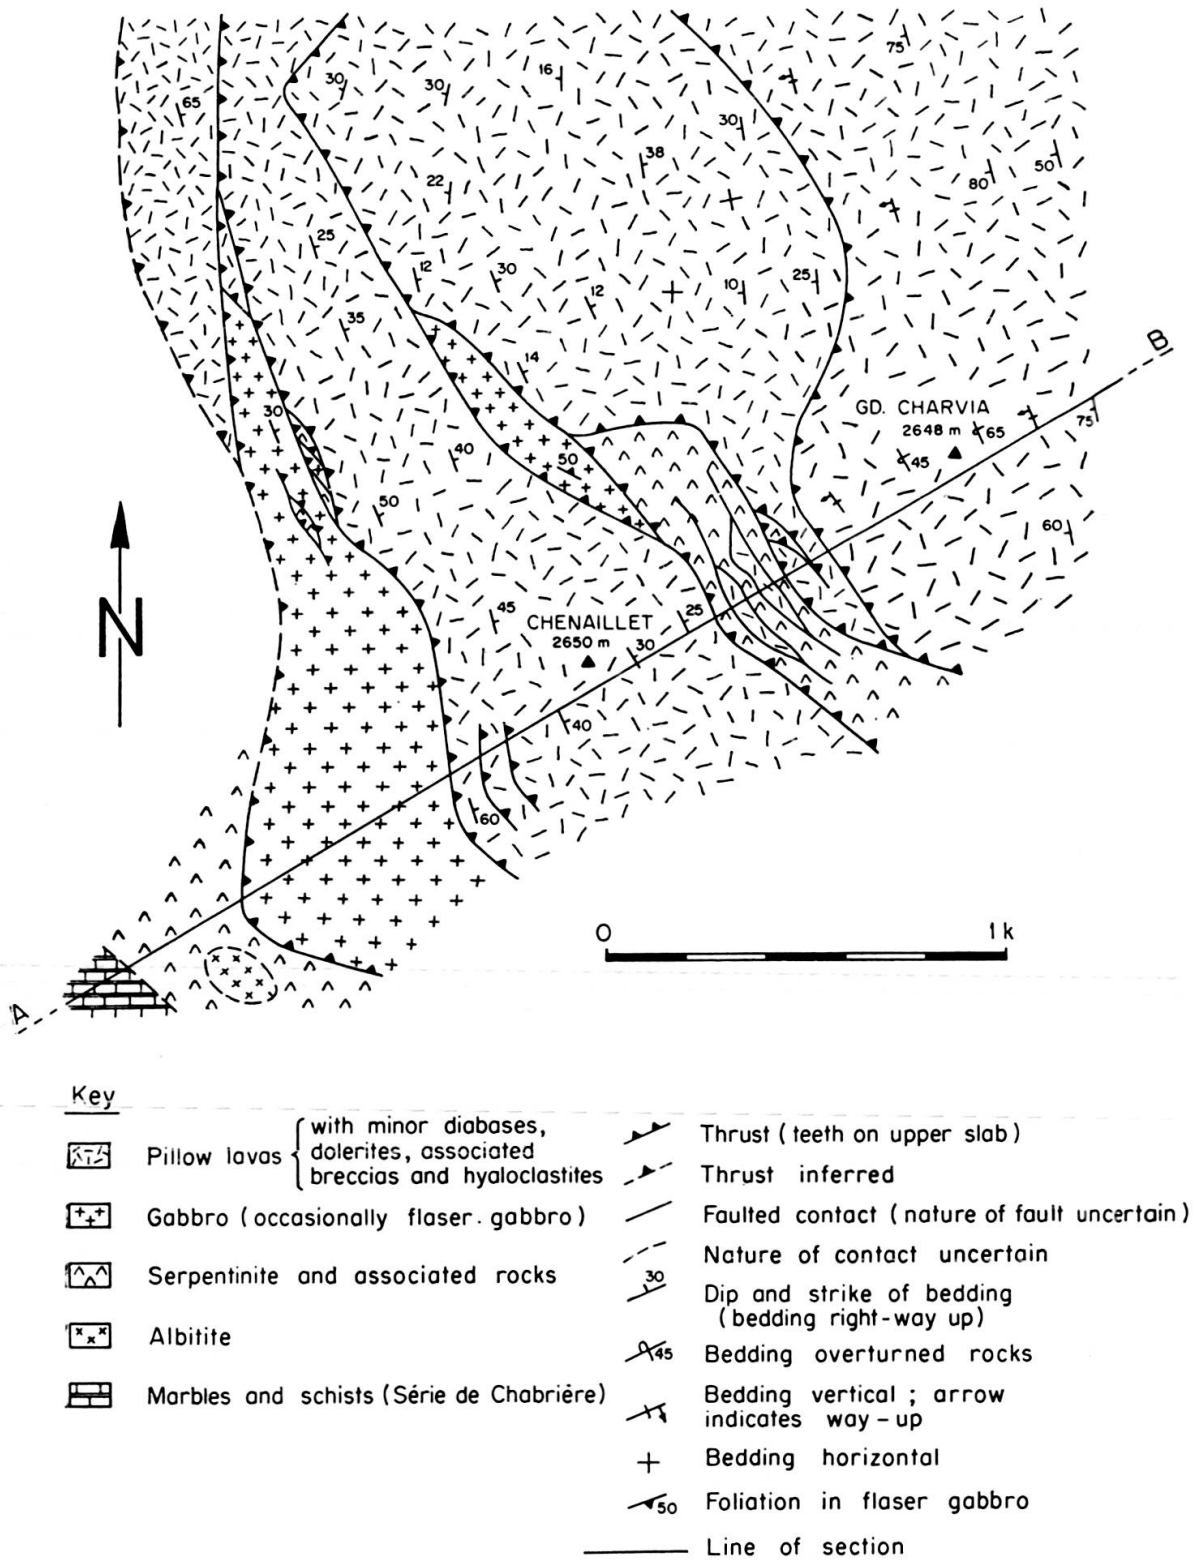 75
16
30
30
65
30
38
50
80
22
25
12
30
12
10
25
35
B
14
GD. CHARVIA
2648 m
65
75
30
45
40
50
50
60
N
45
CHENAILLET
2650 m
25
30
40
60
0
1 k
A
Key
Pillow lavas
with minor diabases,
dolerites, associated
breccias and hyaloclastites
Gabbro (occasionally flaser. gabbro)
Serpentinite and associated rocks
Albitite
Marbles and schists (Série de Chabrière)
Thrust (teeth on upper slab)
Thrust inferred
Faulted contact (nature of fault uncertain)
Nature of contact uncertain
30
Dip and strike of bedding
(bedding right-way up)
45
Bedding overturned rocks
Bedding vertical; arrow
indicates way-up
Bedding horizontal
50
Foliation in flaser gabbro
Line of section